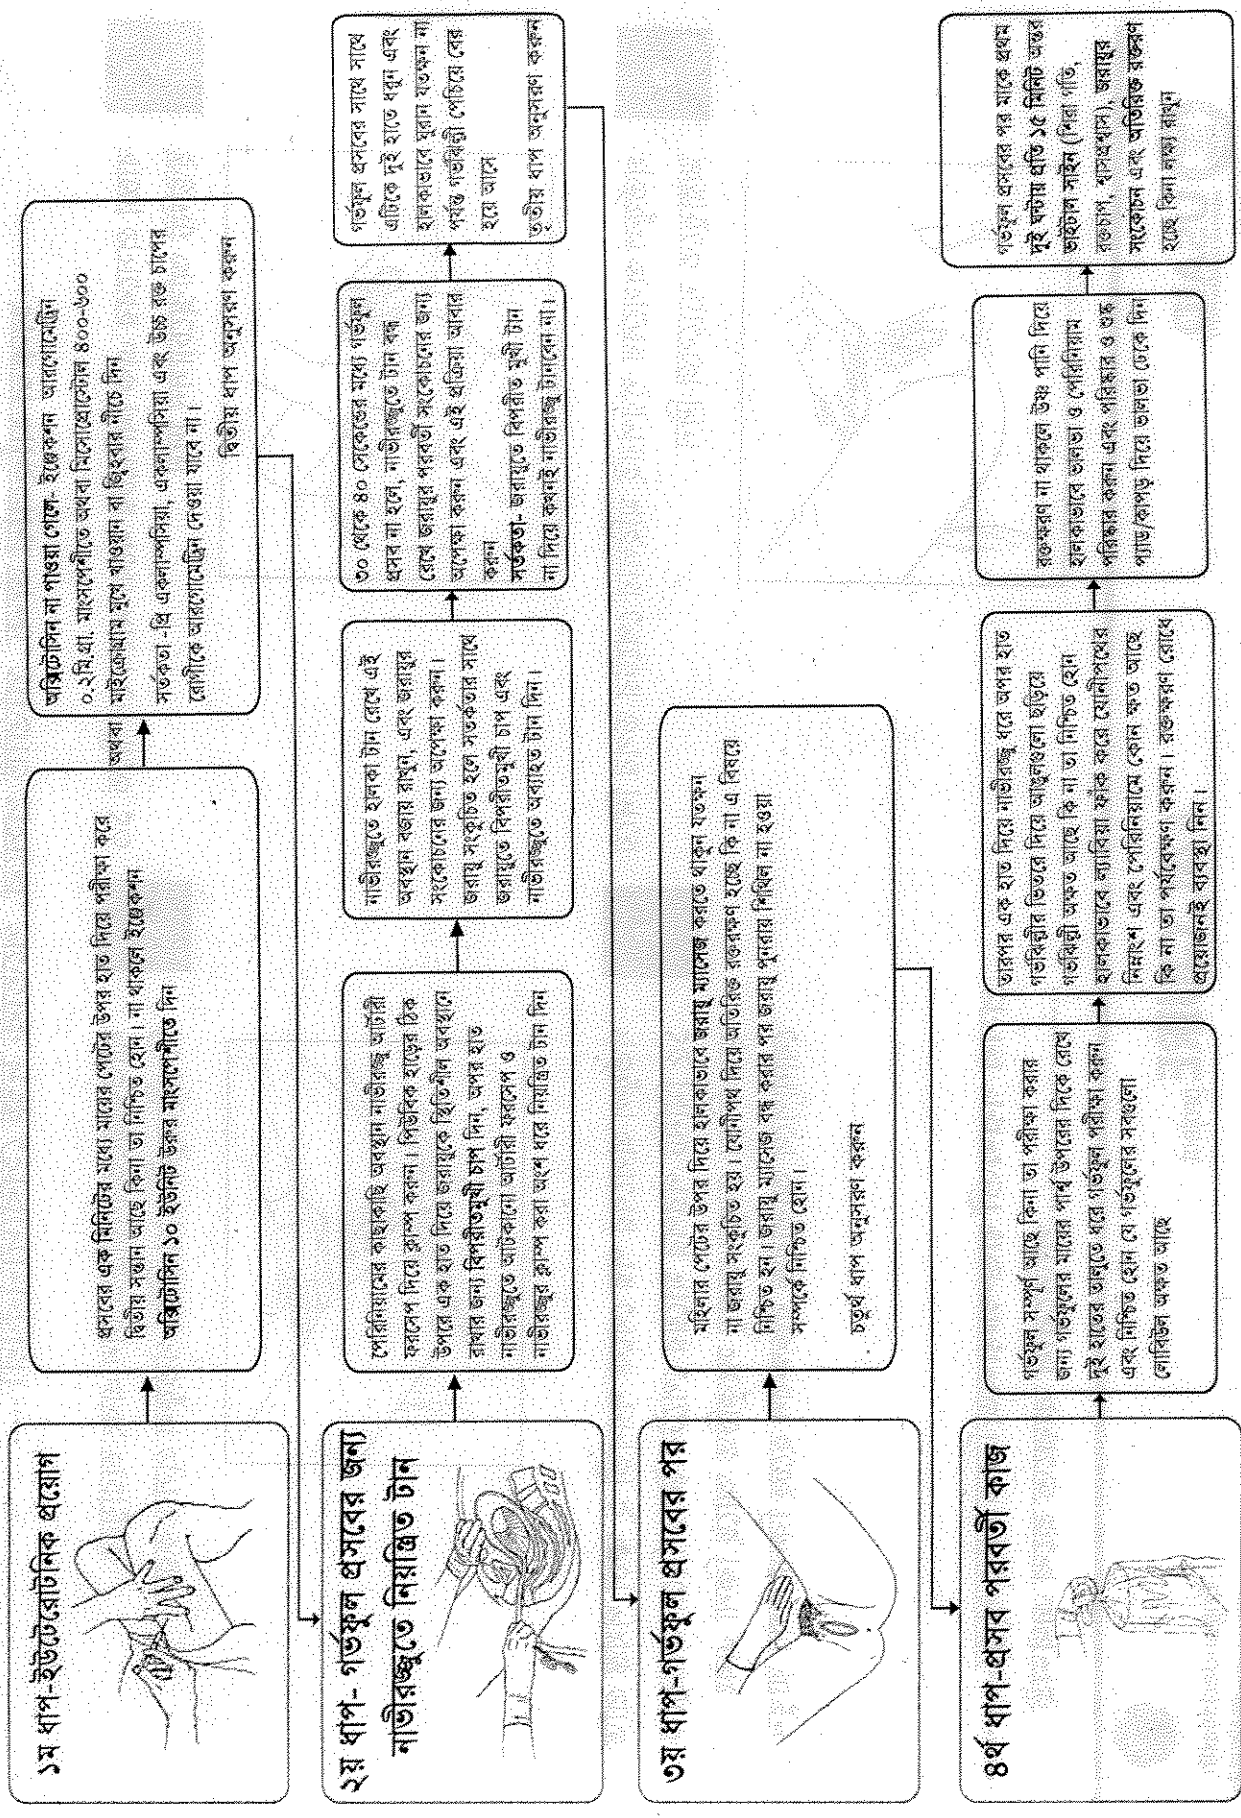 ১ম ধাপ-ইউটেরোটনিক প্রয়োগ
প্রসবের এক মিনিটের মধ্যে মায়ের পেটের উপর হাত দিয়ে পরীক্ষা করে
দ্বিতীয় সন্তান আছে কিনা তা নিশ্চিত হোন। না থাকলে ইঞ্জেকশন
অক্সিটোসিন ১০ ইউনিট উরুর মাংসপেশীতে দিন
অথবা
অক্সিটোসিন না পাওয়া গেলে- ইঞ্জেকশন আরগোমেট্রিন
০.২মি.গ্রা. মাংসপেশীতে অথবা মিসোপ্রোস্টোল ৪০০-৬০০
মাইক্রোগ্রাম মুখে খাওয়ান বা জ্বিহবার নীচে দিন
সর্তকতা -প্রি একলাম্পসিয়া, একলাম্পসিয়া এবং উচ্চ রক্ত চাপের
রোগীকে আরগোমেট্রিন দেওয়া যাবে না।
দ্বিতীয় ধাপ অনুসরণ করুন
২য় ধাপ- গর্ভফুল প্রসবের জন্য
নাভীরজ্জুতে নিয়ন্ত্রিত টান
পেরিনিয়ামের কাছাকাছি অবস্থান নাভীরজ্জু আর্টারী
ফরসেপ দিয়ে ক্লাম্প করুন। পিউবিক হাড়ের ঠিক
উপরে এক হাত দিয়ে জরায়ুকে স্থিতিশীল অবস্থানে
রাখার জন্য বিপরীতমুখী চাপ দিন, অপর হাত
নাভীরজ্জুতে আটকানো আর্টারী ফরসেপ ও
নাভীরজ্জুর ক্লাম্প করা অংশে ধরে নিয়ন্ত্রিত টান দিন
নাভীরজ্জুতে হালকা টান রেখে এই
অবস্থান বজায় রাখুন, এবং জরায়ুর
সংকোচনের জন্য অপেক্ষা করুন।
জরায়ু সংকুচিত হলে সতর্কতার সাথে
জরায়ুতে বিপরীতমুখী চাপ এবং
নাভীরজ্জুতে অব্যাহত টান দিন।
৩০ থেকে ৪০ সেকেন্ডের মধ্যে গর্ভফুল
প্রসব না হলে, নাভীরজ্জুতে টান বন্ধ
রেখে জরায়ুর পরবর্তী সংকোচনের জন্য
অপেক্ষা করুন এবং এই প্রক্রিয়া আবার
করুন
সর্তকতা- জরায়ুতে বিপরীত মুখী টান
না দিয়ে কখনই নাভীরজ্জু টানবেন না।
গর্ভফুল প্রসবের সাথে সাথে
এটিকে দুই হাতে ধরুন এবং
হালকাভাবে ঘুরান যতক্ষন না
পর্যন্ত গর্ভঝিল্লী পেচিয়ে বের
হয়ে আসে
তৃতীয় ধাপ অনুসরণ করুন
৩য় ধাপ-গর্ভফুল প্রসবের পর
মহিলার পেটের উপর দিয়ে হালকাভাবে জরায়ু ম্যাসেজ করতে থাকুন যতক্ষন
না জরায়ু সংকুচিত হয়। যোনীপথ দিয়ে অতিরিক্ত রক্তক্ষরণ হচ্ছে কি না এ বিষয়ে
নিশ্চিত হন। জরায়ু ম্যাসেজ বন্ধ করার পর জরায়ু পুনরায় শিথিল না হওয়া
সম্পর্কে নিশ্চিত হোন।
চতুর্থ ধাপ অনুসরণ করুন
৪র্থ ধাপ-প্রসব পরবর্তী কাজ
গর্ভফুল সম্পূর্ণ আছে কিনা তা পরীক্ষা করার
জন্য গর্ভফুলের মায়ের পার্শ্ব উপরের দিকে রেখে
দুই হাতের তালুতে ধরে গর্ভফুল পরীক্ষা করুন
এবং নিশ্চিত হোন যে গর্ভফুলের সবগুলো
লোবিউল অক্ষত আছে
তারপর এক হাত দিয়ে নাভীরজ্জু ধরে অপর হাত
গর্ভঝিল্লীর ভিতরে দিয়ে আঙুলগুলো ছড়িয়ে
গর্ভঝিল্লী অক্ষত আছে কি না তা নিশ্চিত হোন
হালকাভাবে ল্যাবিয়া ফাঁক করে যোনীপথের
নিম্নাংশ এবং পেরিনিয়ামে কোন ক্ষত আছে
কি না তা পর্যবেক্ষণ করুন। রক্তক্ষরণ রোধে
প্রয়োজনীই ব্যবস্থা নিন।
রক্তক্ষরণ না থাকলে উষ্ণ পানি দিয়ে
হালকাভাবে ভালভা ও পেরিনিয়াম
পরিষ্কার করুন এবং পরিষ্কার ও শুষ্ক
প্যাড/কাপড় দিয়ে ভালভা ঢেকে দিন
গর্ভফুল প্রসবের পর মাকে প্রথম
দুই ঘন্টায় প্রতি ১৫ মিনিট অন্তর
ভাইটাল সাইন (শিরা গতি,
রক্তচাপ, শ্বাসপ্রশ্বাস), জরায়ুর
সংকোচন এবং অতিরিক্ত রক্তক্ষরণ
হচ্ছে কিনা লক্ষ্য রাখুন